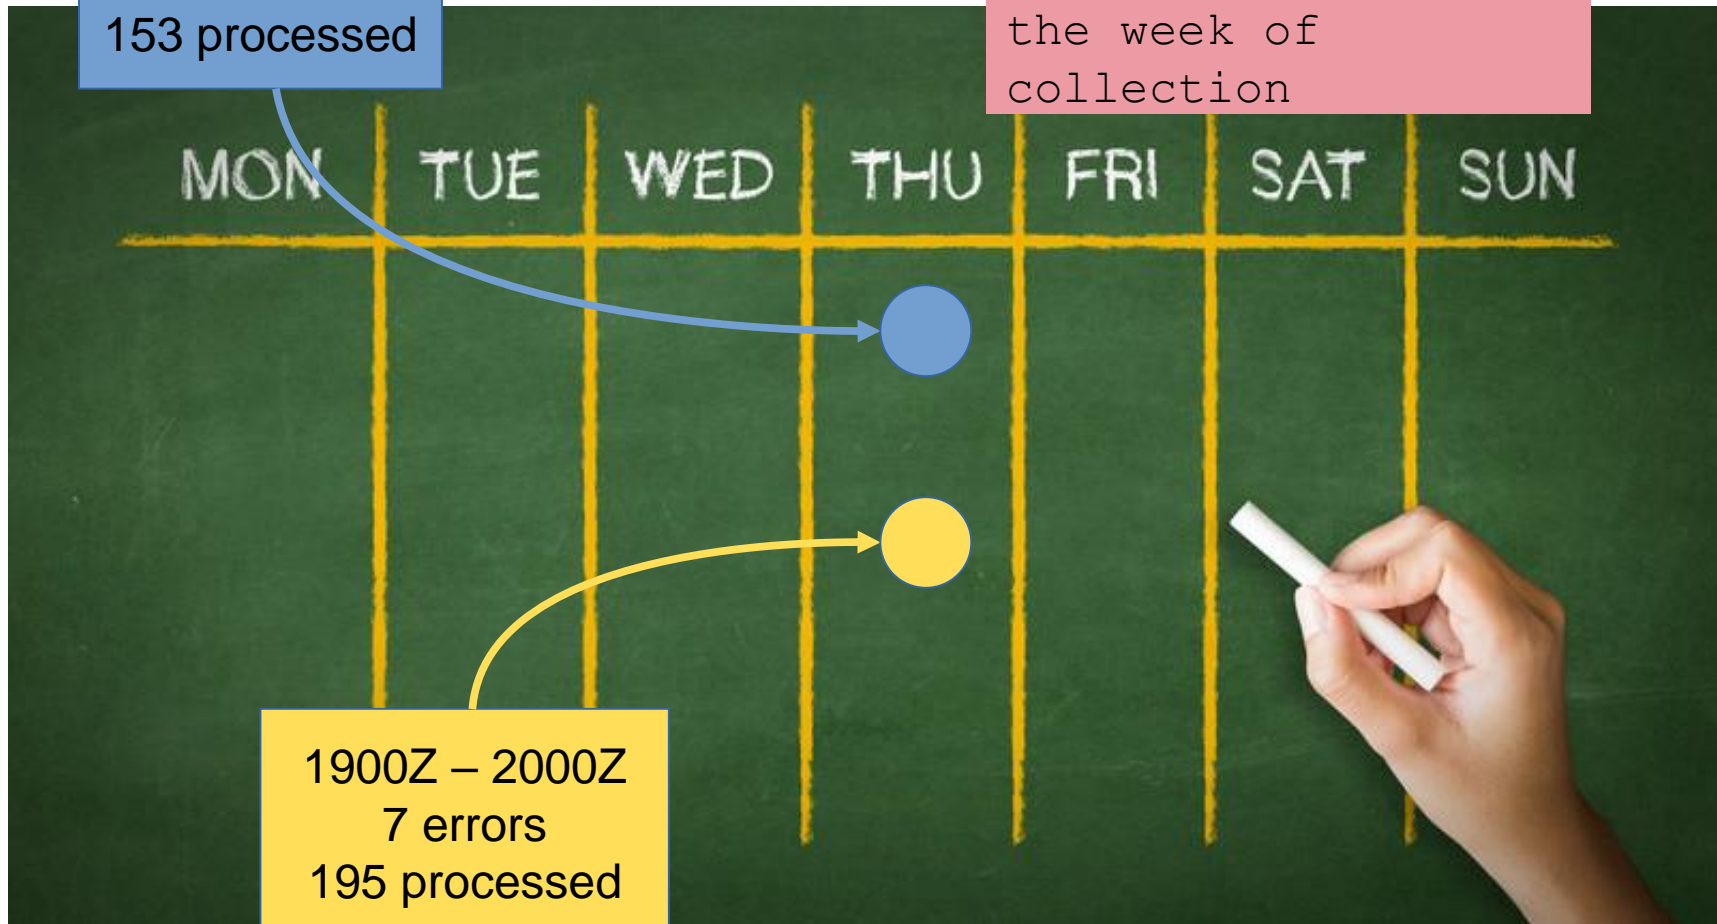 153 processed
the week of
collection
MON TUE WED THU FRI SAT SUN
1900Z – 2000Z
7 errors
195 processed